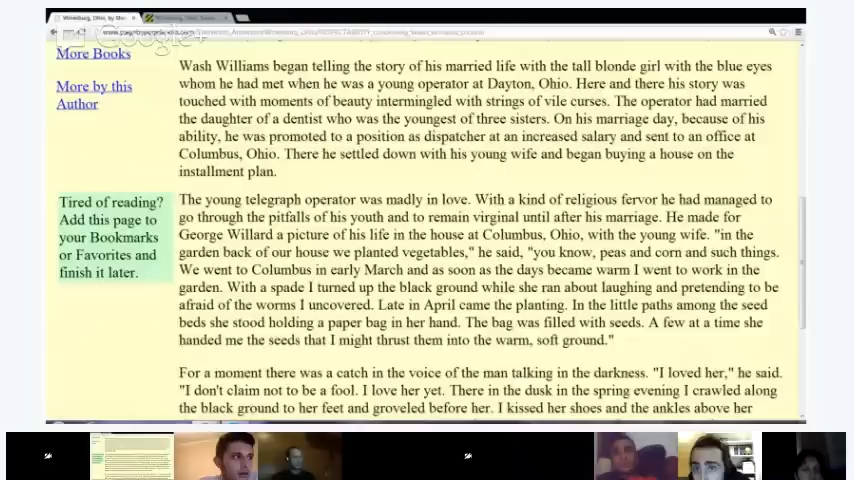 Winesburg, Ohio, by She
Google+
More Books
More by this
Author
Wash Williams began telling the story of his married life with the tall blonde girl with the blue eyes
whom he had met when he was a young operator at Dayton, Ohio. Here and there his story was
touched with moments of beauty intermingled with strings of vile curses. The operator had married
the daughter of a dentist who was the youngest of three sisters. On his marriage day, because of his
ability, he was promoted to a position as dispatcher at an increased salary and sent to an office at
Columbus, Ohio. There he settled down with his young wife and began buying a house on the
installment plan.
Tired of reading?
Add this page to
your Bookmarks
or Favorites and
finish it later.
The young telegraph operator was madly in love. With a kind of religious fervor he had managed to
go through the pitfalls of his youth and to remain virginal until after his marriage. He made for
George Willard a picture of his life in the house at Columbus, Ohio, with the young wife. "in the
garden back of our house we planted vegetables," he said, "you know, peas and corn and such things.
We went to Columbus in early March and as soon as the days became warm I went to work in the
garden. With a spade I turned up the black ground while she ran about laughing and pretending to be
afraid of the worms I uncovered. Late in April came the planting. In the little paths among the seed
beds she stood holding a paper bag in her hand. The bag was filled with seeds. A few at a time she
handed me the seeds that I might thrust them into the warm, soft ground."
For a moment there was a catch in the voice of the man talking in the darkness. "I loved her," he said.
"I don't claim not to be a fool. I love her yet. There in the dusk in the spring evening I crawled along
the black ground to her feet and groveled before her. I kissed her shoes and the ankles above her